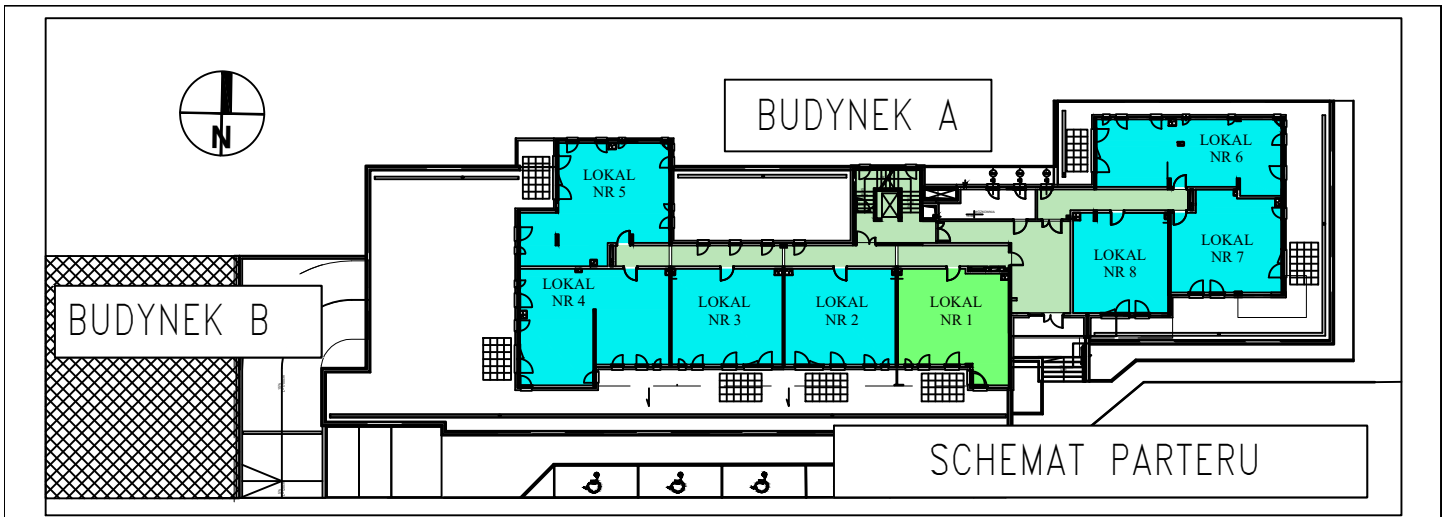 BUDYNEK A
N
LOKAL
NR 5
LOKAL
NR 6
LOKAL
NR 4
LOKAL
NR 3
LOKAL
NR 2
LOKAL
NR 1
LOKAL
NR 8
LOKAL
NR 7
BUDYNEK B
SCHEMAT PARTERU